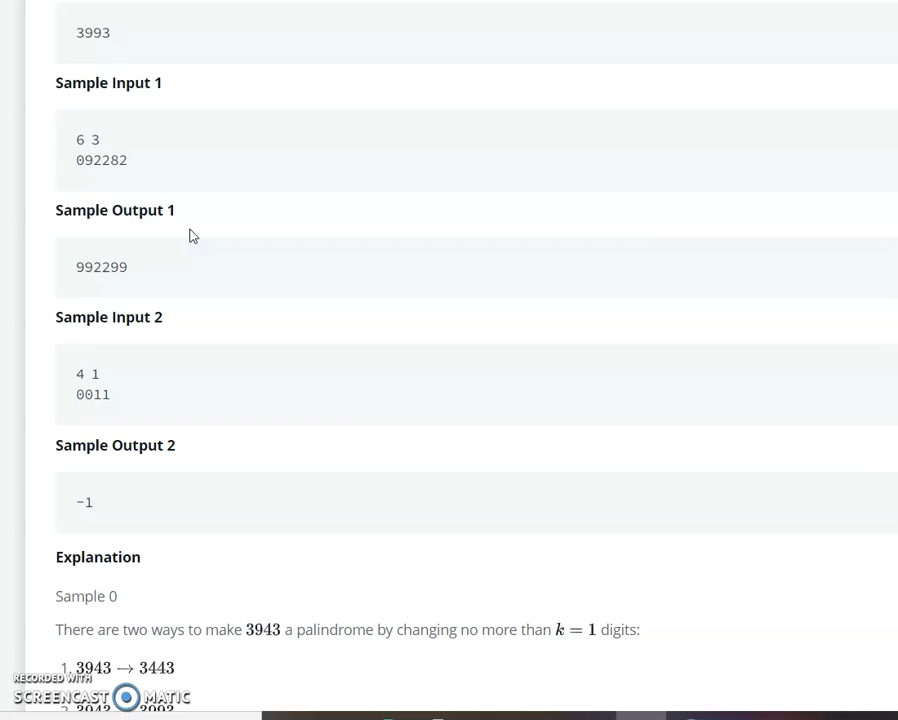 3993
Sample Input 1
6 3
092282
Sample Output 1
992299
Sample Input 2
4 1
0011
Sample Output 2
-1
Explanation
Sample 0
There are two ways to make 3943 a palindrome by changing no more than k = 1 digits:
1. 3943 → 3443
RECORDED WITH
SCREENCAST MATIC
3943 3993